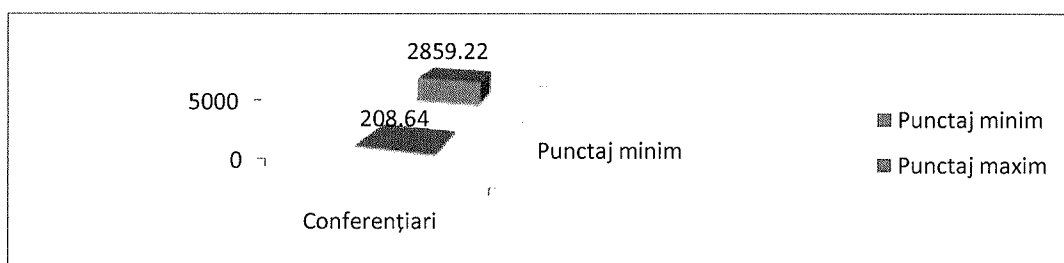 2859.22
5000
208.64
Punctaj minim
0
Punctaj minim
Punctaj maxim
Conferențiari